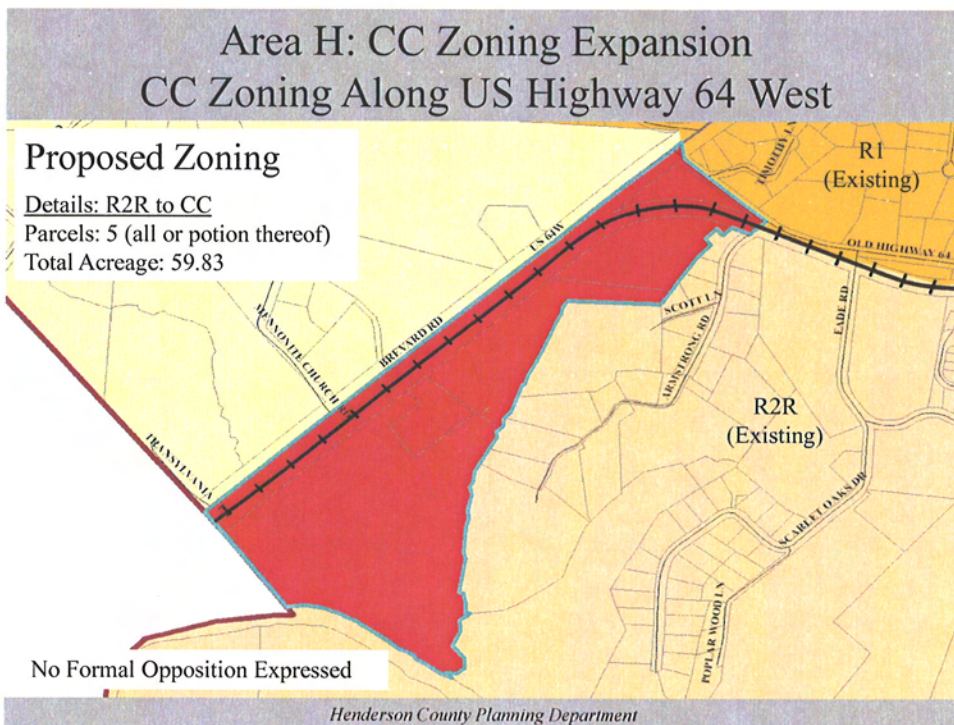 Area H: CC Zoning Expansion
CC Zoning Along US Highway 64 West
Proposed Zoning
Details: R2R to CC
Parcels: 5 (all or potion thereof)
Total Acreage: 59.83
R1
(Existing)
TIMOTHY LN
US 64W
OLD HIGHWAY 64
BREVARD RD
MENNONITE CHURCH
SCOTT LN
ARMSTRONG RD
EADE RD
R2R
(Existing)
TRANSYLVANIA
SCARLET OAKS DR
POPLAR WOOD LN
No Formal Opposition Expressed
Henderson County Planning Department